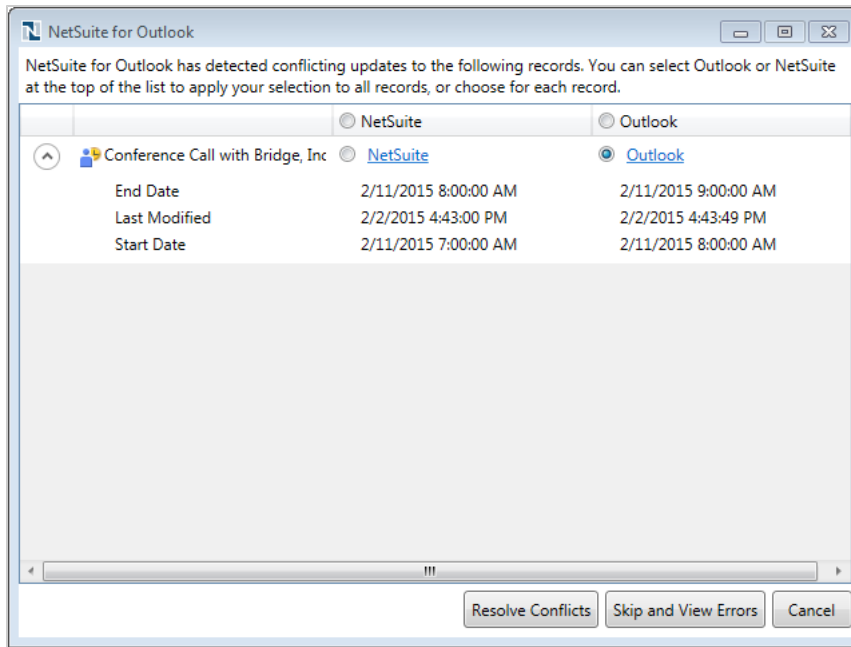 NetSuite for Outlook
NetSuite for Outlook has detected conflicting updates to the following records. You can select Outlook or NetSuite
at the top of the list to apply your selection to all records, or choose for each record.
NetSuite Outlook
Conference Call with Bridge, Inc NetSuite Outlook
End Date 2/11/2015 8:00:00 AM 2/11/2015 9:00:00 AM
Last Modified 2/2/2015 4:43:00 PM 2/2/2015 4:43:49 PM
Start Date 2/11/2015 7:00:00 AM 2/11/2015 8:00:00 AM
Resolve Conflicts Skip and View Errors Cancel